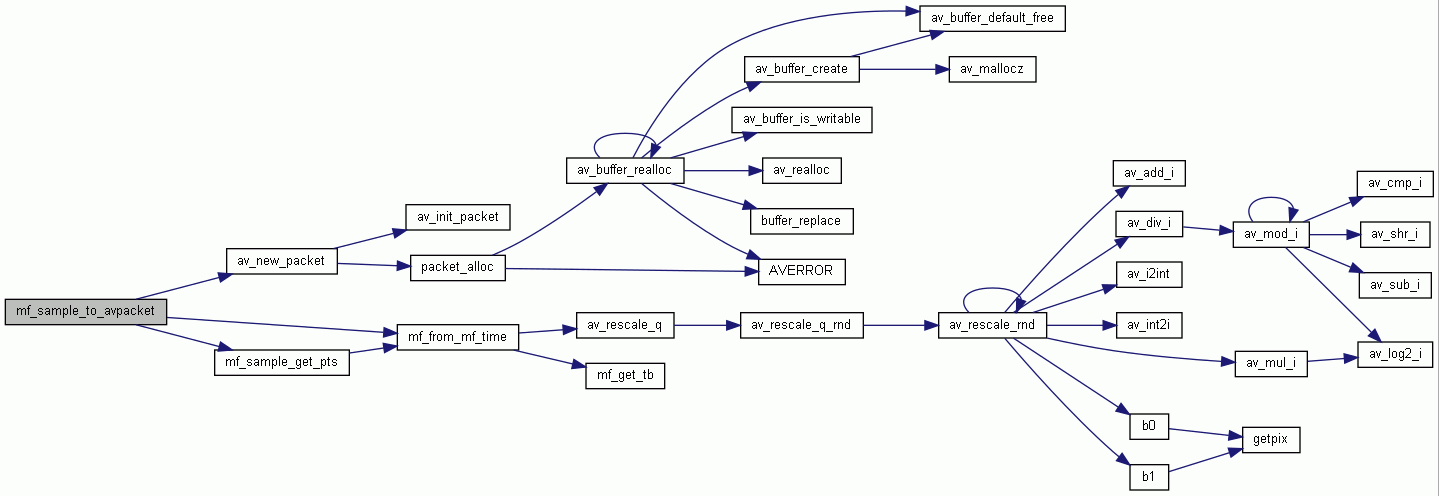 mf_sample_to_avpacket
av_new_packet
mf_sample_get_pts
av_init_packet
packet_alloc
mf_from_mf_time
av_buffer_realloc
av_rescale_q
mf_get_tb
av_buffer_default_free
av_buffer_create
av_mallocz
av_buffer_is_writable
av_realloc
buffer_replace
AVERROR
av_rescale_q_rnd
av_rescale_rnd
av_add_i
av_div_i
av_i2int
av_int2i
av_mul_i
b0
b1
av_mod_i
getpix
av_cmp_i
av_shr_i
av_sub_i
av_log2_i